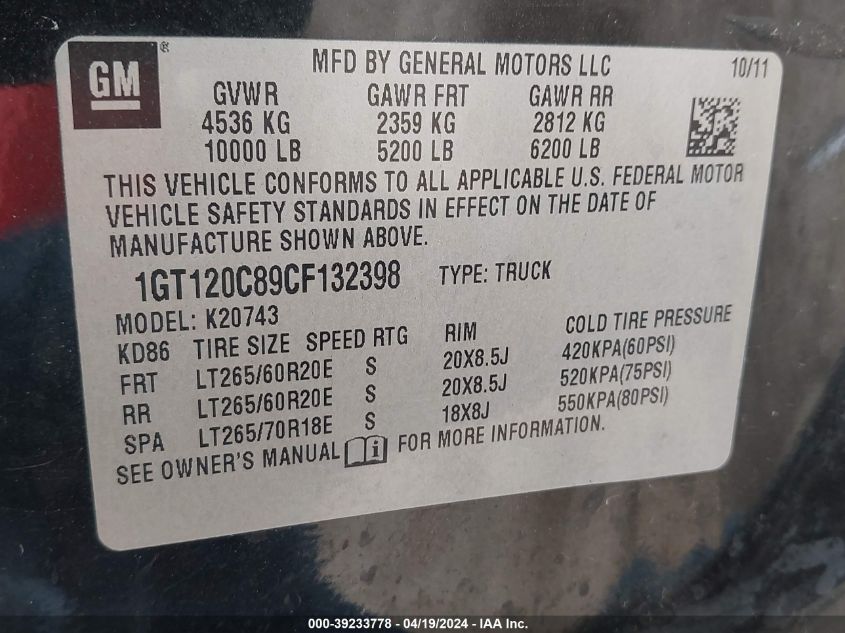 GM®
MFD BY GENERAL MOTORS LLC 10/11
GVWR GAWR FRT GAWR RR
4536 KG 2359 KG 2812 KG
10000 LB 5200 LB 6200 LB
THIS VEHICLE CONFORMS TO ALL APPLICABLE U.S. FEDERAL MOTOR
VEHICLE SAFETY STANDARDS IN EFFECT ON THE DATE OF
MANUFACTURE SHOWN ABOVE.
1GT120C89CF132398 TYPE: TRUCK
MODEL: K20743
KD86 TIRE SIZE SPEED RTG RIM COLD TIRE PRESSURE
FRT LT265/60R20E S 20X8.5J 420KPA(60PSI)
RR LT265/60R20E S 20X8.5J 520KPA(75PSI)
SPA LT265/70R18E S 18X8J 550KPA(80PSI)
SEE OWNER'S MANUAL i FOR MORE INFORMATION.
000-39233778 - 04/19/2024 - IAA Inc.